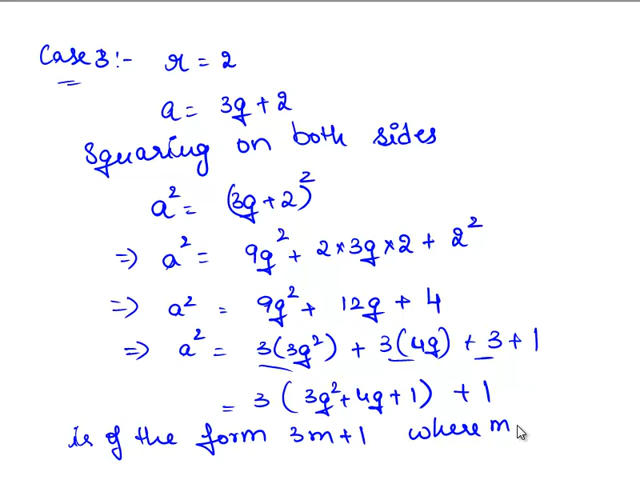 Case 3:- r = 2
a = 3q + 2
Squaring on both sides
a² = (3q + 2)²
=> a² = 9q² + 2×3q×2 + 2²
=> a² = 9q² + 12q + 4
=> a² = 3(3q²) + 3(4q) + 3 + 1
= 3(3q² + 4q + 1) + 1
is of the form 3m + 1 where m